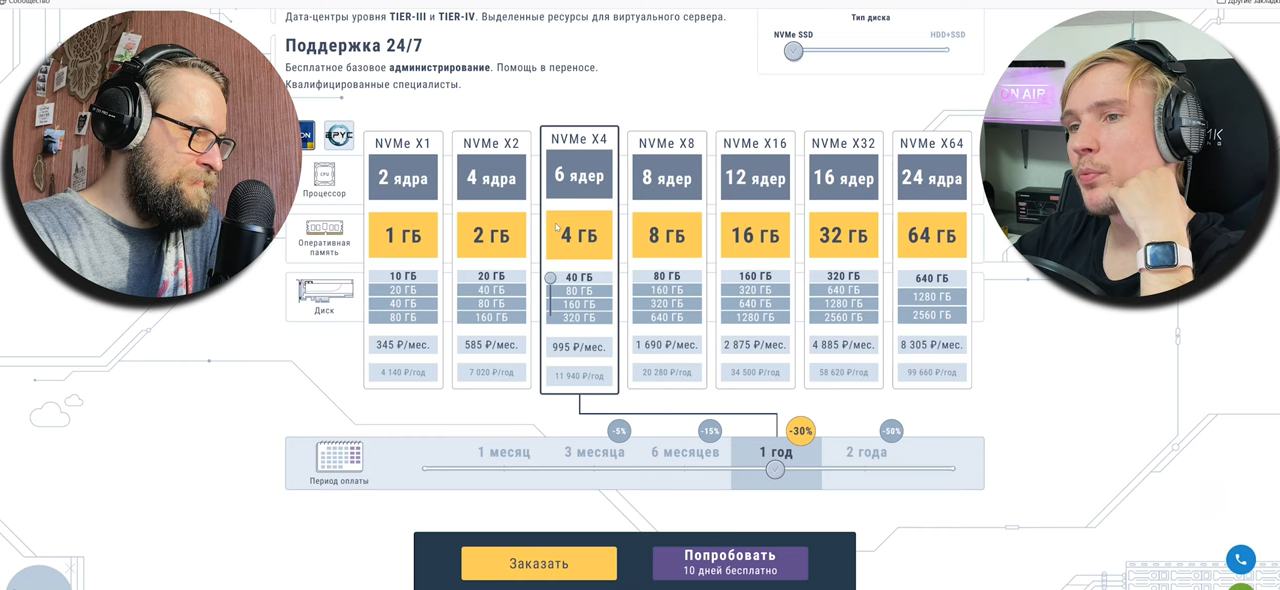 Сообщество
Другие закладки
Дата-центры уровня TIER-III и TIER-IV. Выделенные ресурсы для виртуального сервера.
Тип диска
NVMe SSD
HDD+SSD
Поддержка 24/7
Бесплатное базовое администрирование. Помощь в переносе.
Квалифицированные специалисты.
ON AIR
EPYC
NVMe X1 NVMe X2 NVMe X4 NVMe X8 NVMe X16 NVMe X32 NVMe X64
Процессор
2 ядра 4 ядра 6 ядер 8 ядер 12 ядер 16 ядер 24 ядра
Оперативная
память
1 ГБ 2 ГБ 4 ГБ 8 ГБ 16 ГБ 32 ГБ 64 ГБ
Диск
10 ГБ 20 ГБ 40 ГБ 80 ГБ 160 ГБ 320 ГБ 640 ГБ
20 ГБ 40 ГБ 80 ГБ 160 ГБ 320 ГБ 640 ГБ 1280 ГБ
40 ГБ 80 ГБ 160 ГБ 320 ГБ 640 ГБ 1280 ГБ 2560 ГБ
80 ГБ 160 ГБ 320 ГБ 640 ГБ 1280 ГБ 2560 ГБ
345 ₽/мес. 585 ₽/мес. 995 ₽/мес. 1 690 ₽/мес. 2 875 ₽/мес. 4 885 ₽/мес. 8 305 ₽/мес.
4 140 ₽/год 7 020 ₽/год 11 940 ₽/год 20 280 ₽/год 34 500 ₽/год 58 620 ₽/год 99 660 ₽/год
-5% -15% -30% -50%
1 месяц 3 месяца 6 месяцев 1 год 2 года
Период оплаты
Заказать
Попробовать
10 дней бесплатно